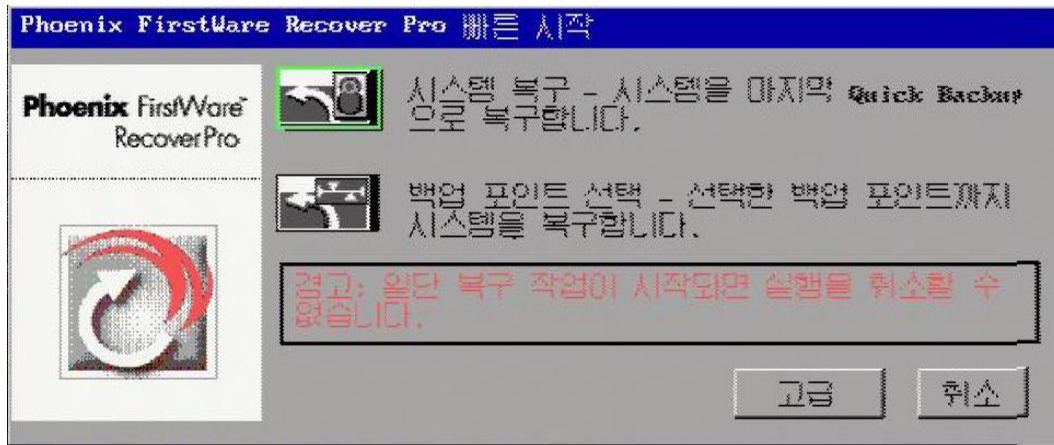 Phoenix FirstWare Recover Pro 빠른 시작
Phoenix FirstWare™
RecoverPro
시스템 복구 - 시스템을 마지막 Quick Backup
으로 복구합니다.
백업 포인트 선택 - 선택한 백업 포인트까지
시스템을 복구합니다.
경고: 일단 복구 작업이 시작되면 실행을 취소할 수
없습니다.
고급
취소